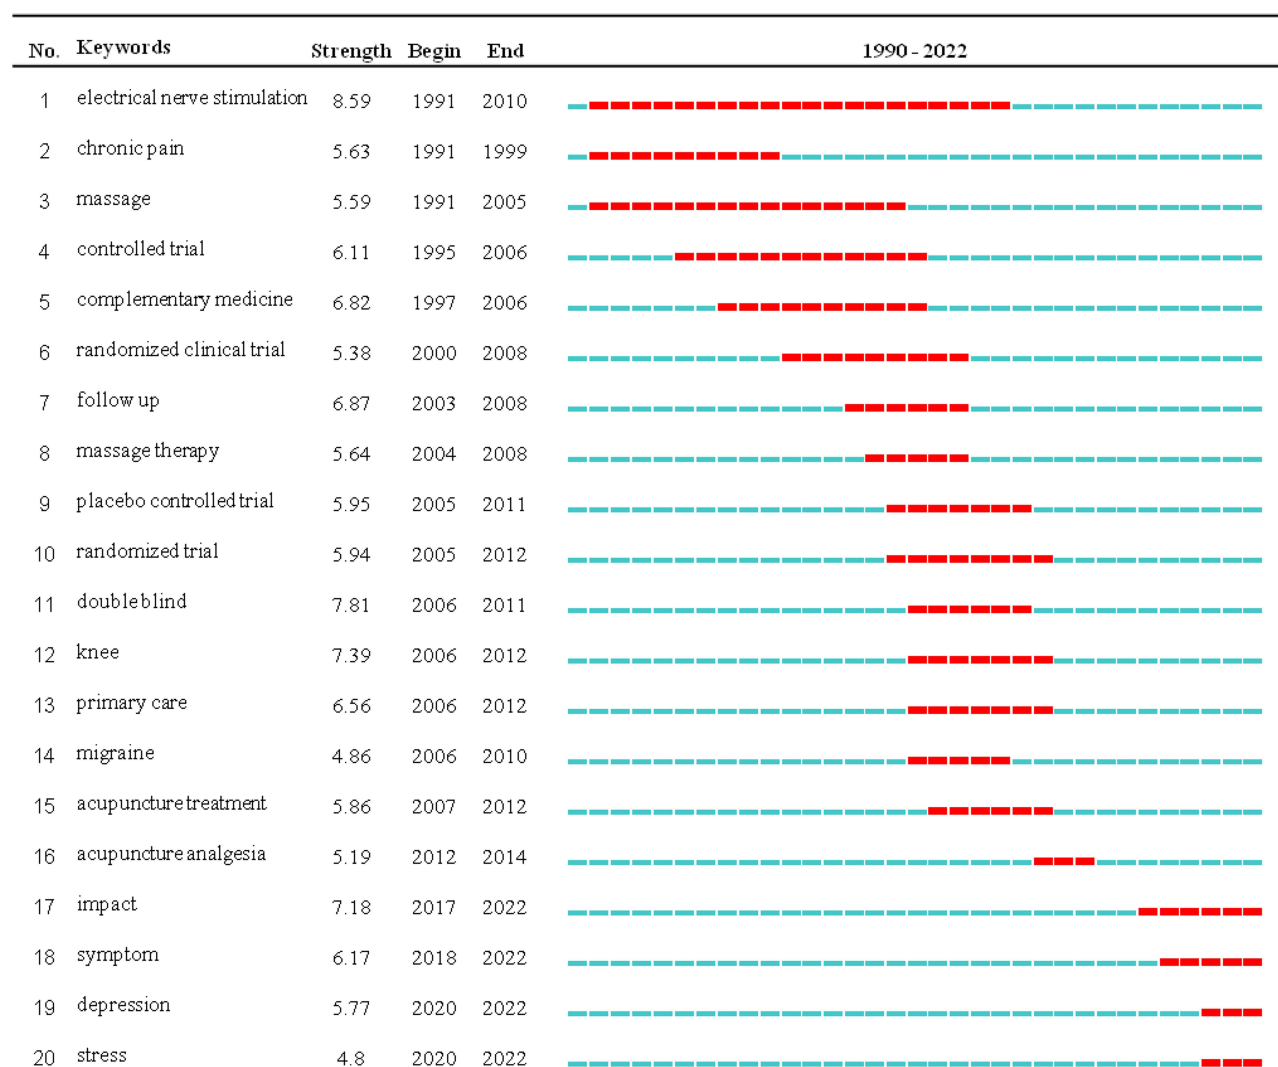 No. Keywords Strength Begin End 1990 - 2022
1 electrical nerve stimulation 8.59 1991 2010
2 chronic pain 5.63 1991 1999
3 massage 5.59 1991 2005
4 controlled trial 6.11 1995 2006
5 complementary medicine 6.82 1997 2006
6 randomized clinical trial 5.38 2000 2008
7 follow up 6.87 2003 2008
8 massage therapy 5.64 2004 2008
9 placebo controlled trial 5.95 2005 2011
10 randomized trial 5.94 2005 2012
11 double blind 7.81 2006 2011
12 knee 7.39 2006 2012
13 primary care 6.56 2006 2012
14 migraine 4.86 2006 2010
15 acupuncture treatment 5.86 2007 2012
16 acupuncture analgesia 5.19 2012 2014
17 impact 7.18 2017 2022
18 symptom 6.17 2018 2022
19 depression 5.77 2020 2022
20 stress 4.8 2020 2022